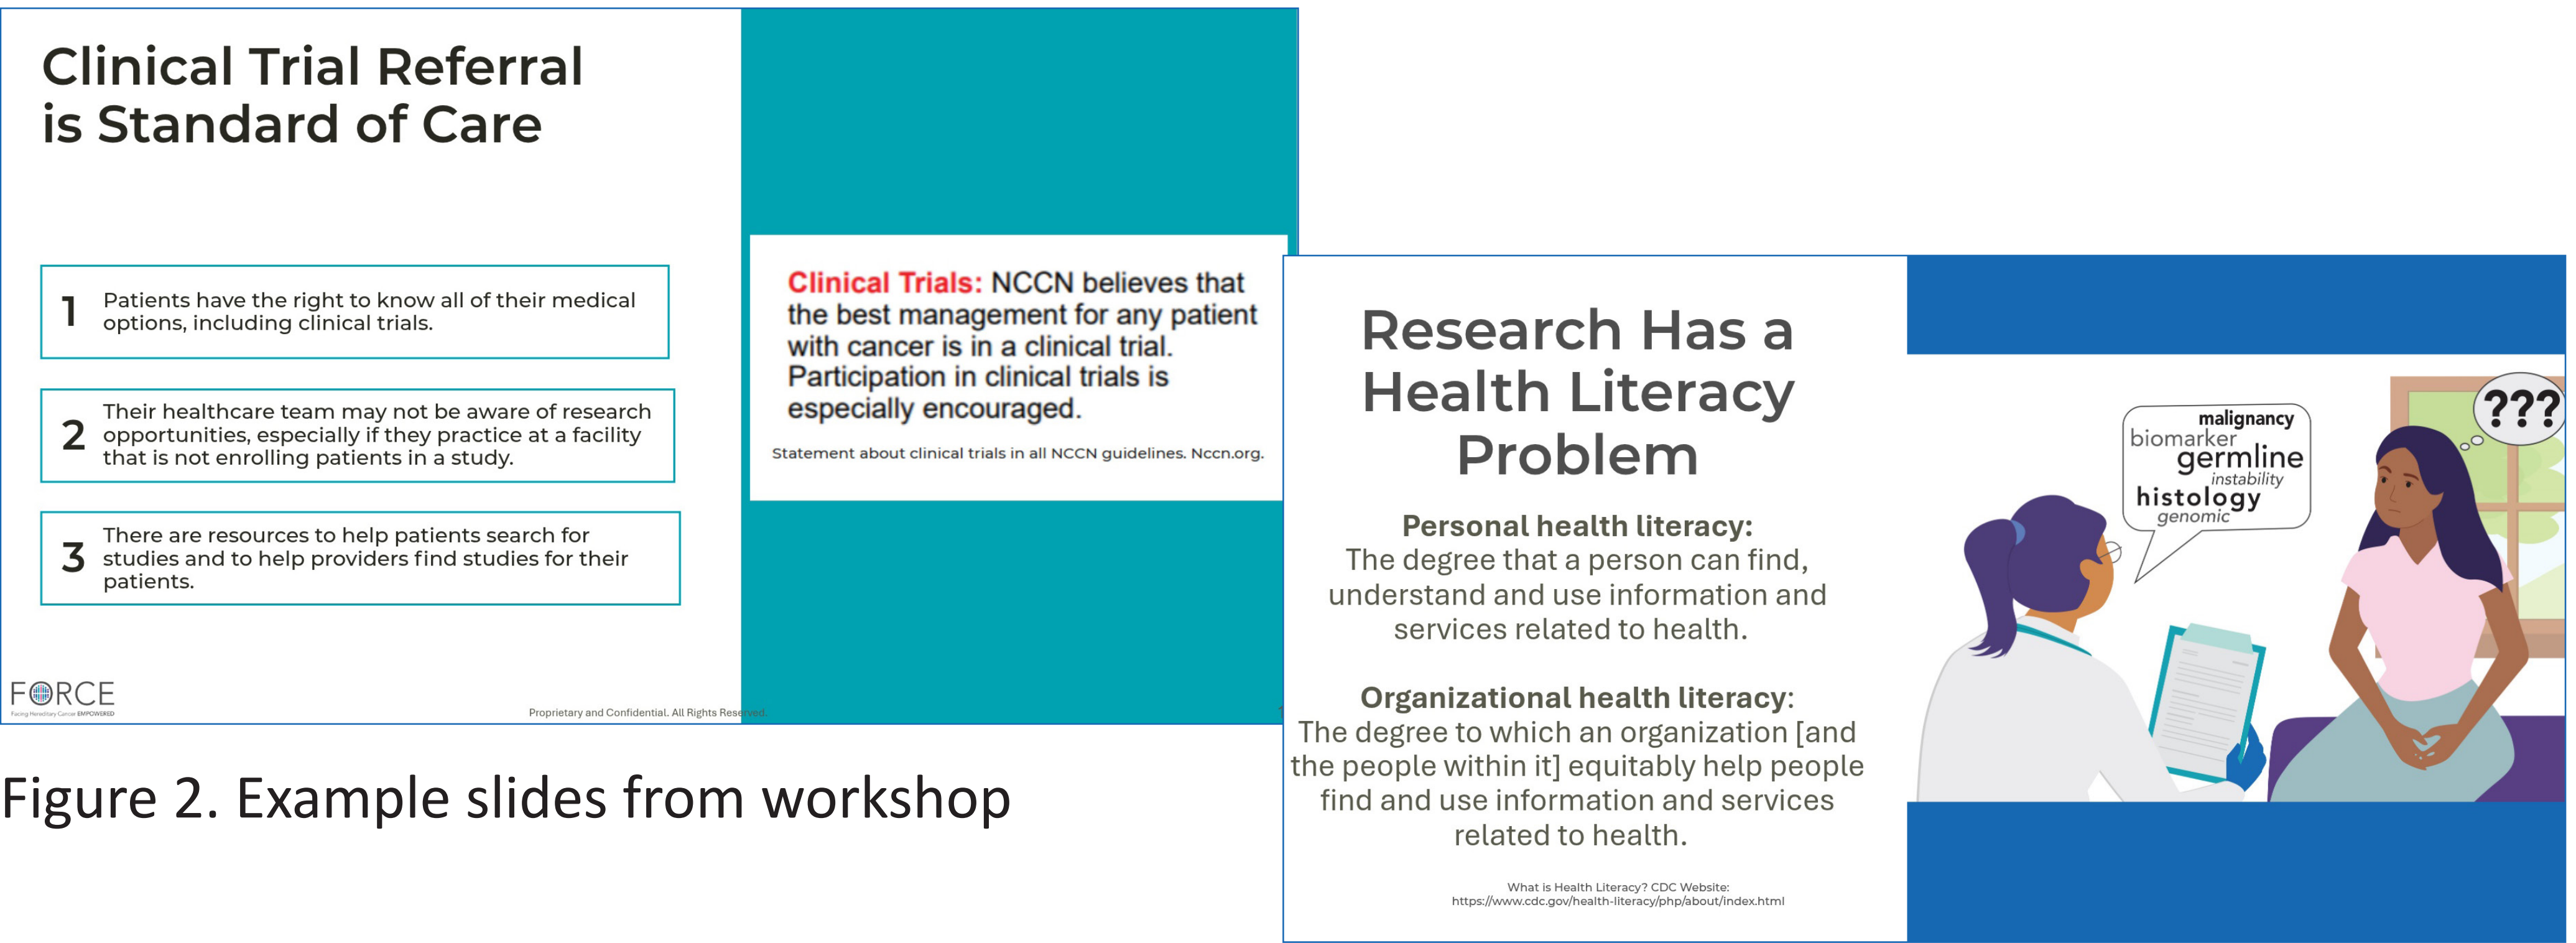 Clinical Trial Referral
is Standard of Care
1
Patients have the right to know all of their medical
options, including clinical trials.
2
Their healthcare team may not be aware of research
opportunities, especially if they practice at a facility
that is not enrolling patients in a study.
3
There are resources to help patients search for
studies and to help providers find studies for their
patients.
FORCE
Facing Hereditary Cancer EMPOWERED
Proprietary and Confidential. All Rights Reserved.
Clinical Trials: NCCN believes that
the best management for any patient
with cancer is in a clinical trial.
Participation in clinical trials is
especially encouraged.
Statement about clinical trials in all NCCN guidelines. Nccn.org.
Research Has a
Health Literacy
Problem
Personal health literacy:
The degree that a person can find,
understand and use information and
services related to health.
Organizational health literacy:
The degree to which an organization [and
the people within it] equitably help people
find and use information and services
related to health.
What is Health Literacy? CDC Website:
https://www.cdc.gov/health-literacy/php/about/index.html
malignancy
biomarker
germline
instability
histology
genomic
???
Figure 2. Example slides from workshop